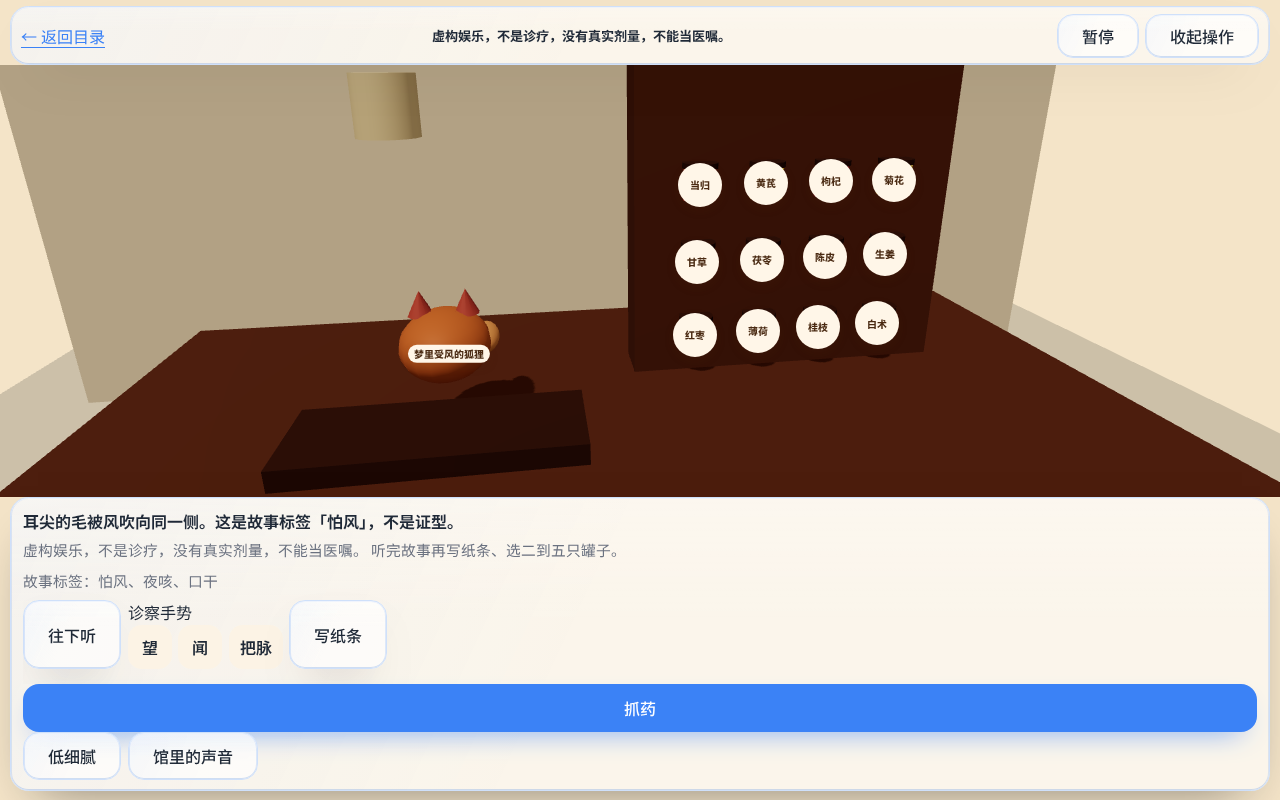 ← 返回目录
虚构娱乐，不是诊疗，没有真实剂量，不能当医嘱。
暂停
收起操作
当归
黄芪
枸杞
菊花
甘草
茯苓
陈皮
生姜
红枣
薄荷
桂枝
白术
梦里受风的狐狸
耳尖的毛被风吹向同一侧。这是故事标签「怕风」，不是证型。
虚构娱乐，不是诊疗，没有真实剂量，不能当医嘱。 听完故事再写纸条、选二到五只罐子。
故事标签：怕风、夜咳、口干
往下听
诊察手势
望
闻
把脉
写纸条
抓药
低细腻
馆里的声音